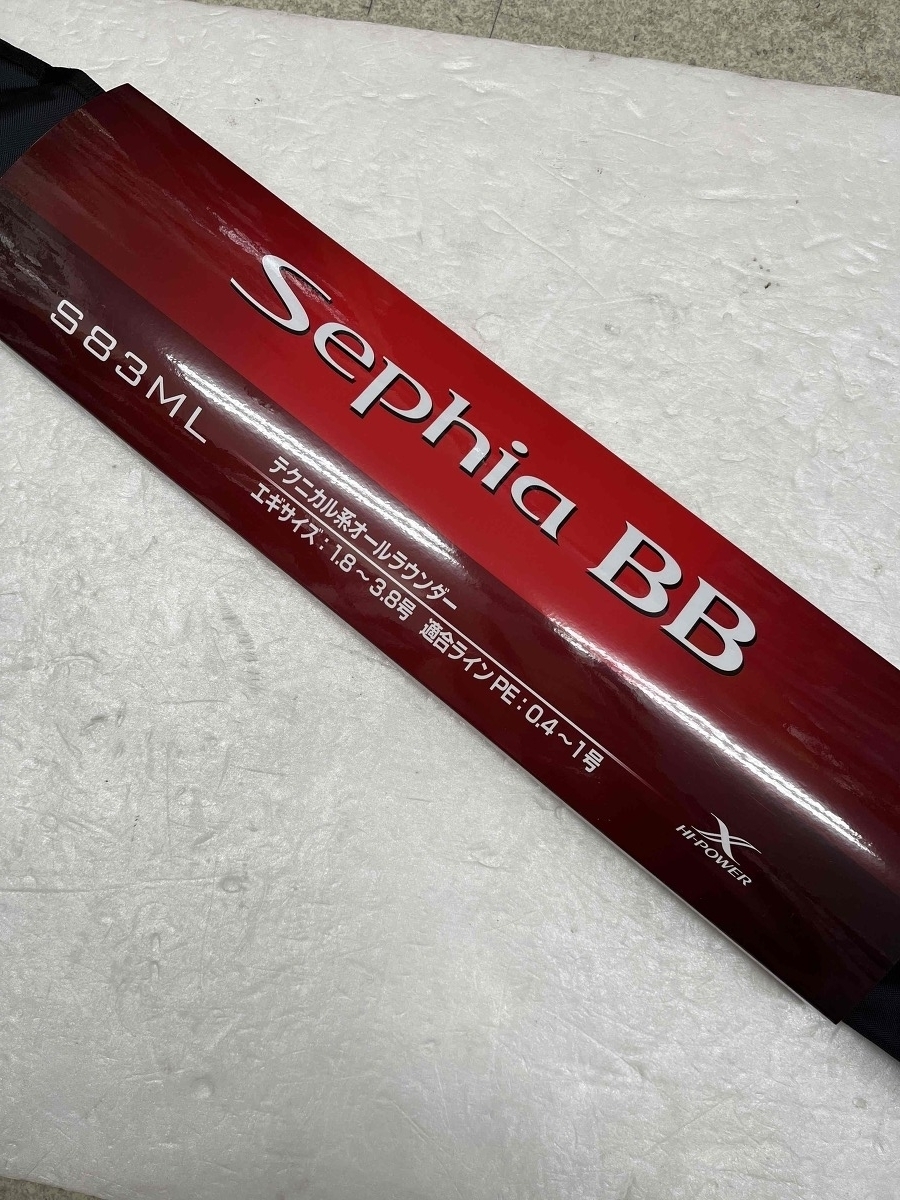 Sephia BB
S83ML
テクニカル系オールラウンダー
エギサイズ：1.8～3.8号 適合ラインPE：0.4～1号
X
HI-POWER